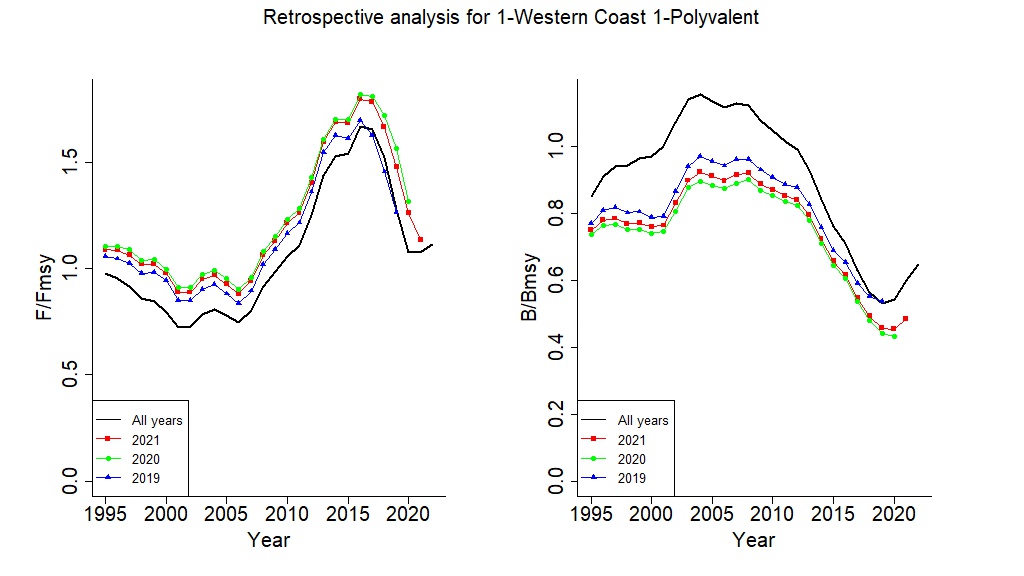 Retrospective analysis for 1-Western Coast 1-Polyvalent
F/Fmsy
0.0 0.5 1.0 1.5
All years
2021
2020
2019
1995 2000 2005 2010 2015 2020
Year
B/Bmsy
0.0 0.2 0.4 0.6 0.8 1.0
All years
2021
2020
2019
1995 2000 2005 2010 2015 2020
Year